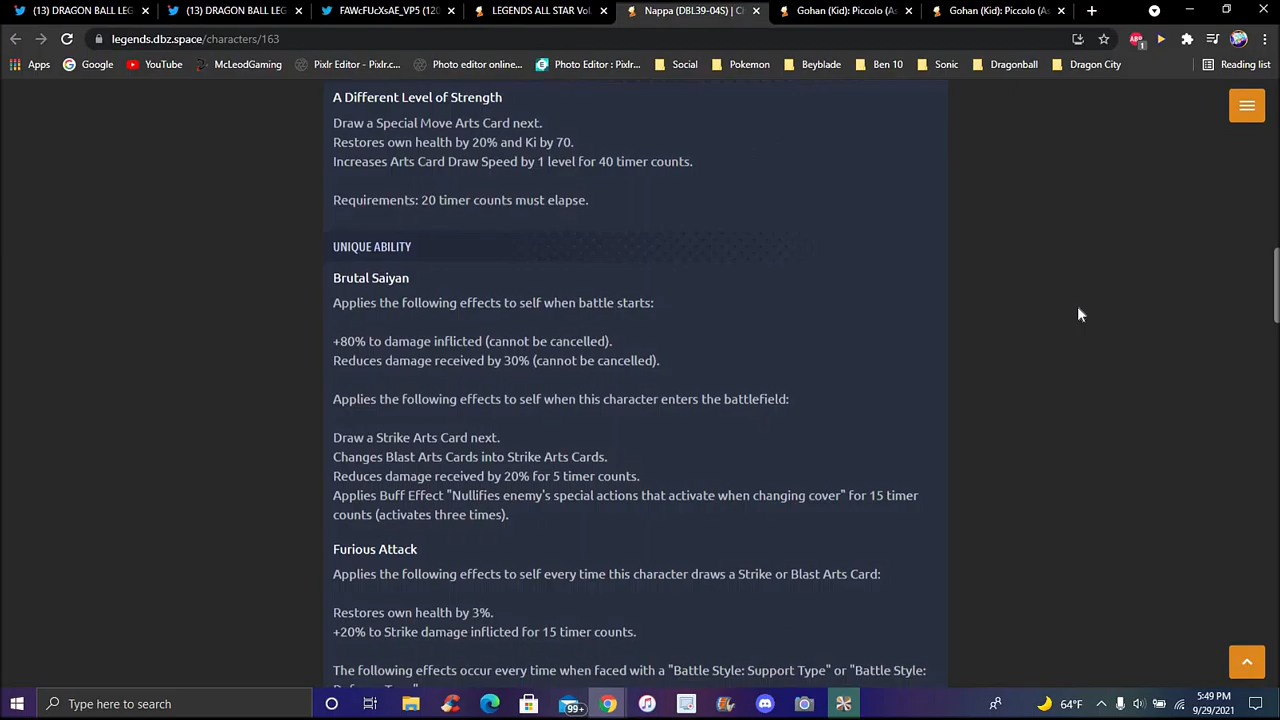 (13) DRAGON BALL LEG
(13) DRAGON BALL LEG
FAWcFUcXsAE_VP5 (120
LEGENDS ALL STAR Vol
Nappa (DBL39-04S) | C
Gohan (Kid): Piccolo (As
Gohan (Kid): Piccolo (As
legends.dbz.space/characters/163
Apps
Google
YouTube
McLeodGaming
Pixlr Editor - Pixlr.c...
Photo editor online...
Photo Editor : Pixlr...
Social
Pokemon
Beyblade
Ben 10
Sonic
Dragonball
Dragon City
Reading list
A Different Level of Strength
Draw a Special Move Arts Card next.
Restores own health by 20% and Ki by 70.
Increases Arts Card Draw Speed by 1 level for 40 timer counts.
Requirements: 20 timer counts must elapse.
UNIQUE ABILITY
Brutal Saiyan
Applies the following effects to self when battle starts:
+80% to damage inflicted (cannot be cancelled).
Reduces damage received by 30% (cannot be cancelled).
Applies the following effects to self when this character enters the battlefield:
Draw a Strike Arts Card next.
Changes Blast Arts Cards into Strike Arts Cards.
Reduces damage received by 20% for 5 timer counts.
Applies Buff Effect "Nullifies enemy's special actions that activate when changing cover" for 15 timer
counts (activates three times).
Furious Attack
Applies the following effects to self every time this character draws a Strike or Blast Arts Card:
Restores own health by 3%.
+20% to Strike damage inflicted for 15 timer counts.
The following effects occur every time when faced with a "Battle Style: Support Type" or "Battle Style:
Type to search
99+
64°F
5:49 PM
9/29/2021